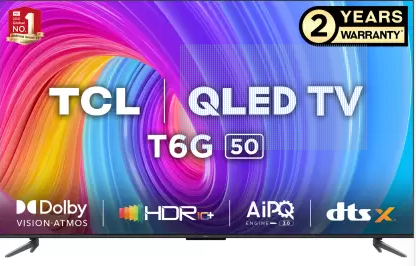 NO.1
2 YEARS
WARRANTY*
TCL | QLED TV
T6G 50
Dolby
VISION·ATMOS
HDR10+
AiPQ
ENGINE 3.0
dts X